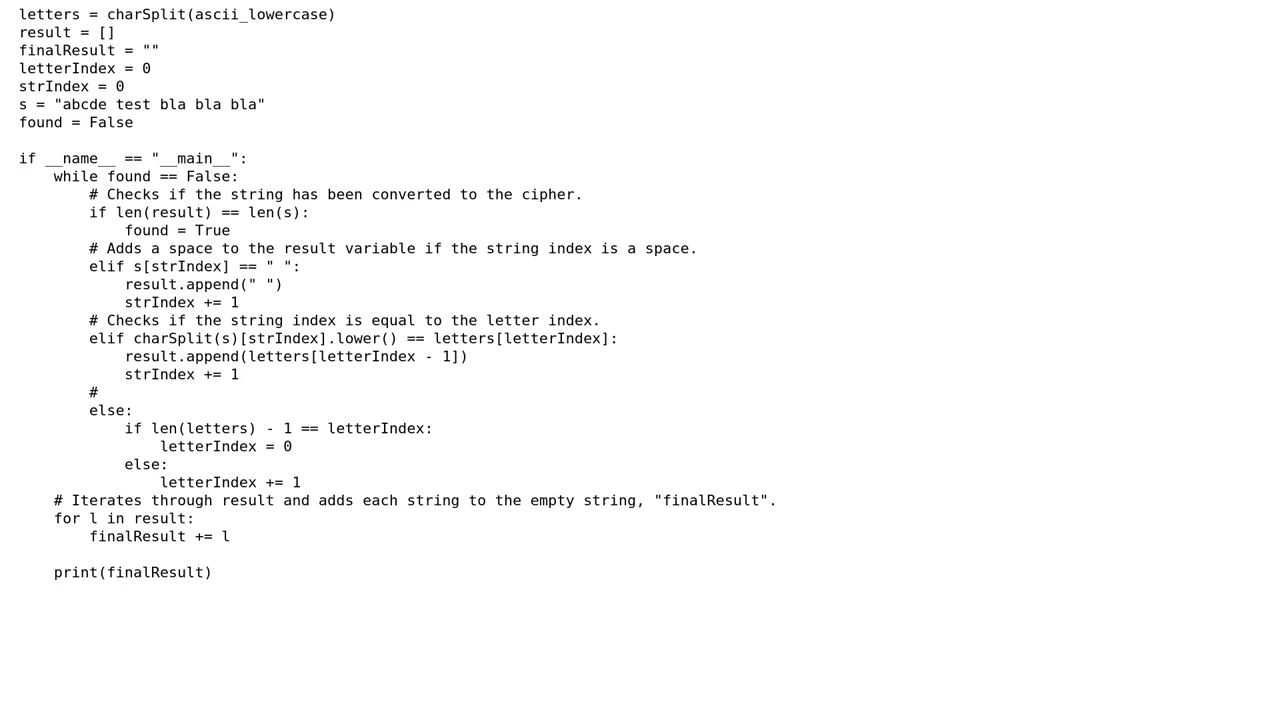 letters = charSplit(ascii_lowercase)
result = []
finalResult = ""
letterIndex = 0
strIndex = 0
s = "abcde test bla bla bla"
found = False

if __name__ == "__main__":
    while found == False:
        # Checks if the string has been converted to the cipher.
        if len(result) == len(s):
            found = True
        # Adds a space to the result variable if the string index is a space.
        elif s[strIndex] == " ":
            result.append(" ")
            strIndex += 1
        # Checks if the string index is equal to the letter index.
        elif charSplit(s)[strIndex].lower() == letters[letterIndex]:
            result.append(letters[letterIndex - 1])
            strIndex += 1
        #
        else:
            if len(letters) - 1 == letterIndex:
                letterIndex = 0
            else:
                letterIndex += 1
    # Iterates through result and adds each string to the empty string, "finalResult".
    for l in result:
        finalResult += l

    print(finalResult)